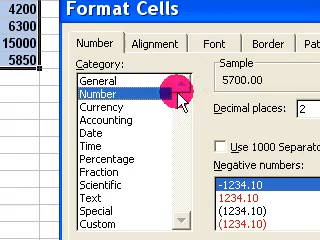 4200
6300
15000
5850
Format Cells
Number Alignment Font Border
Category:
General
Number
Currency
Accounting
Date
Time
Percentage
Fraction
Scientific
Text
Special
Custom
Sample
5700.00
Decimal places: 2
Use 1000 Separato
Negative numbers:
-1234.10
1234.10
(1234.10)
(1234.10)